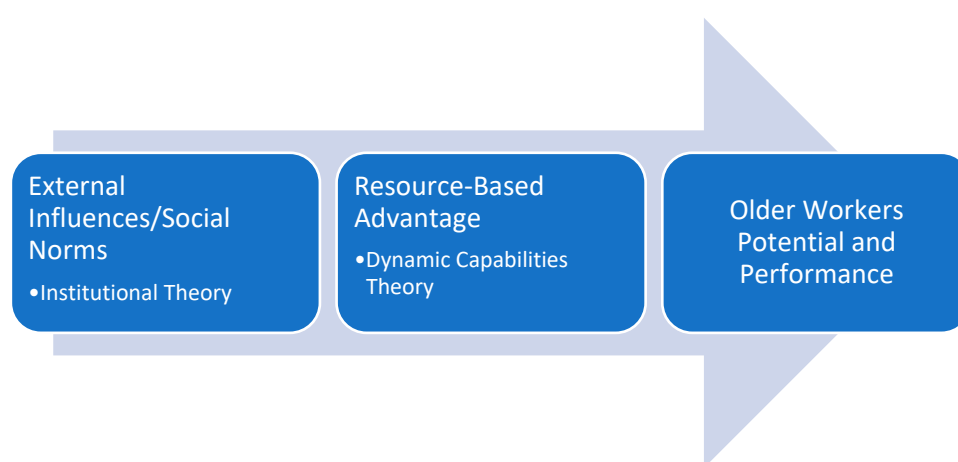 External
Influences/Social
Norms
•Institutional Theory
Resource-Based
Advantage
•Dynamic Capabilities
Theory
Older Workers
Potential and
Performance